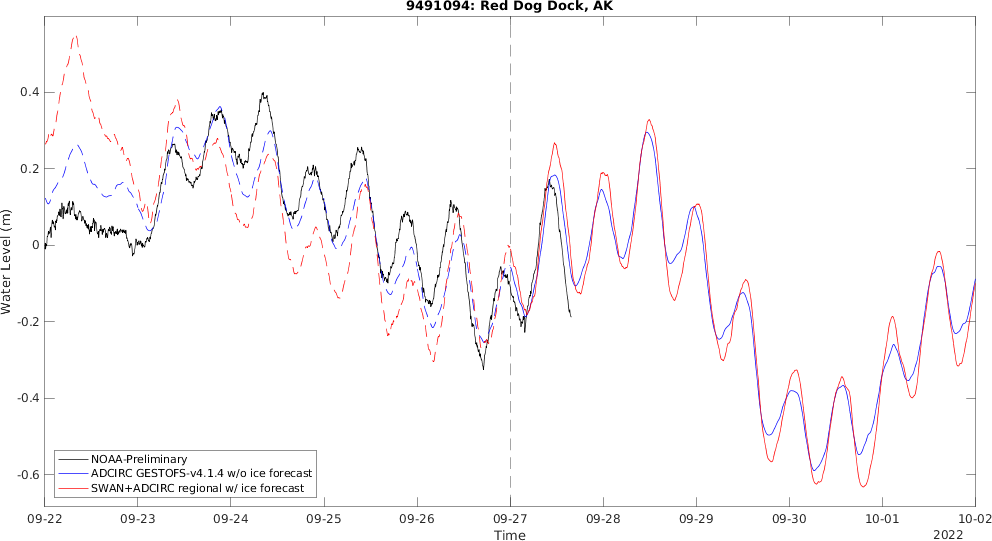 9491094: Red Dog Dock, AK
Water Level (m)
0.4
0.2
0
-0.2
-0.4
-0.6
NOAA-Preliminary
ADCIRC GESTOFS-v4.1.4 w/o ice forecast
SWAN+ADCIRC regional w/ ice forecast
09-22 09-23 09-24 09-25 09-26 09-27 09-28 09-29 09-30 10-01 10-02
Time
2022